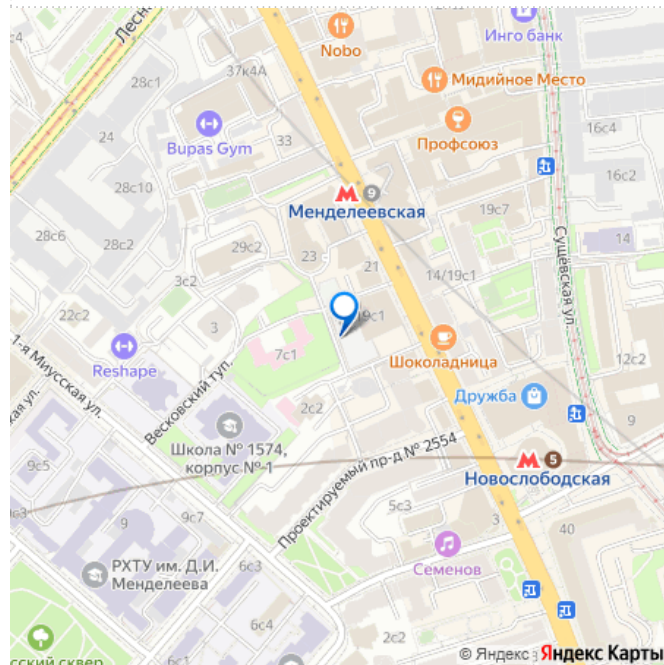 Лесн
Nobo
Инго банк
37к4А
28с1
Мидийное Место
24
Bupas Gym
33
Профсоюз
16с4
16с2
28с10
9
Менделеевская
19с7
14
28с6
28с2
29с2
23
21
14/19с1
Сущёвская ул.
3с2
22с2
3
19с1
1-я Миусская ул.
Reshape
7с1
Шоколадница
12с2
Весковский туп.
Дружба
2с2
Школа № 1574,
корпус № 1
Проектируемый пр-д № 2554
9
5
Новослободская
9с5
9с7
5с3
40
РХТУ им. Д.И.
Менделеева
6с3
Семенов
3
6с4
2с2
сский сквер
© Яндекс Яндекс Карты